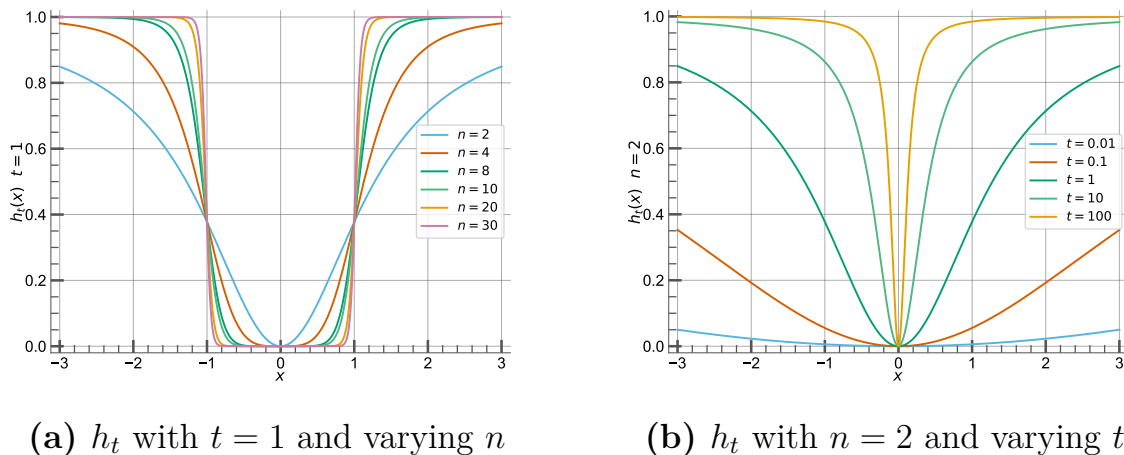 1.0
0.8
0.6
0.4
0.2
0.0
h_t(x) t = 1
−3 −2 −1 0 1 2 3
x
n = 2
n = 4
n = 8
n = 10
n = 20
n = 30
(a) h_t with t = 1 and varying n
1.0
0.8
0.6
0.4
0.2
0.0
h_t(x) n = 2
−3 −2 −1 0 1 2 3
x
t = 0.01
t = 0.1
t = 1
t = 10
t = 100
(b) h_t with n = 2 and varying t